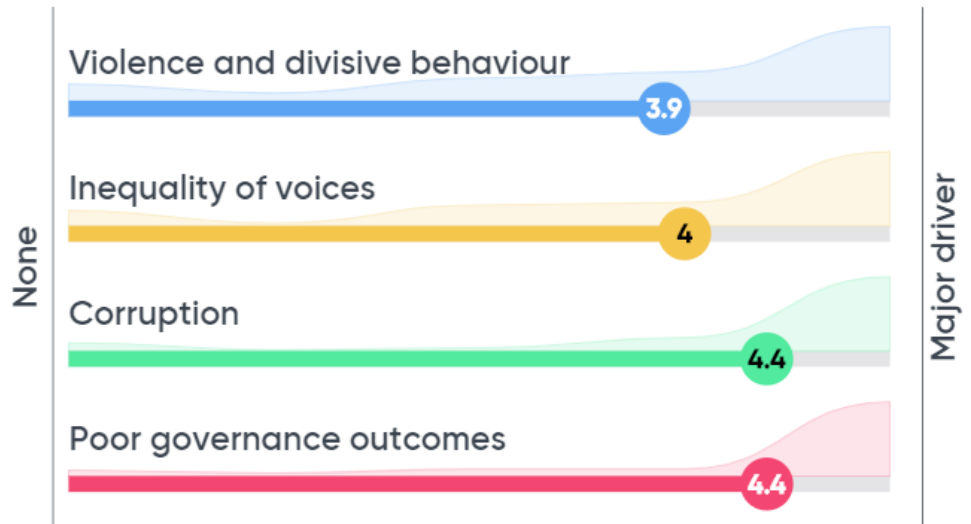 Violence and divisive behaviour
3.9
Inequality of voices
4
None
Major driver
Corruption
4.4
Poor governance outcomes
4.4